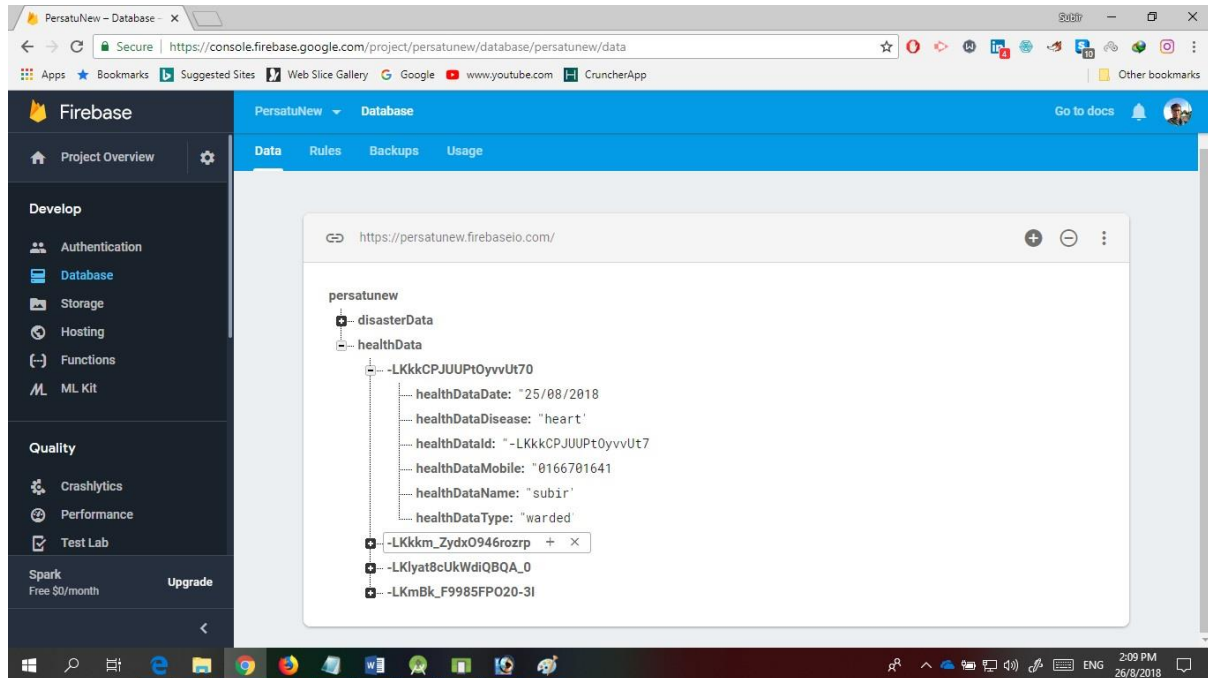 PersatuNew – Database –
Subir
Secure | https://console.firebase.google.com/project/persatunew/database/persatunew/data
Apps Bookmarks Suggested Sites Web Slice Gallery Google www.youtube.com CruncherApp Other bookmarks
Firebase
PersatuNew Database Go to docs
Project Overview
Data Rules Backups Usage
Develop
https://persatunew.firebaseio.com/
Authentication
Database
Storage
Hosting
Functions
ML Kit
persatunew
disasterData
healthData
-LKkkCPJUUPtOyvvUt70
healthDataDate: "25/08/2018
healthDataDisease: "heart'
healthDataId: "-LKkkCPJUUPtOyvvUt7
healthDataMobile: "0166701641
healthDataName: "subir'
healthDataType: "warded'
-LKkkm_ZydxO946rozrp
-LKlyat8cUkWdiQBQA_0
-LKmBk_F9985FPO20-3l
Quality
Crashlytics
Performance
Test Lab
Spark
Free $0/month
Upgrade
ENG
2:09 PM
26/8/2018